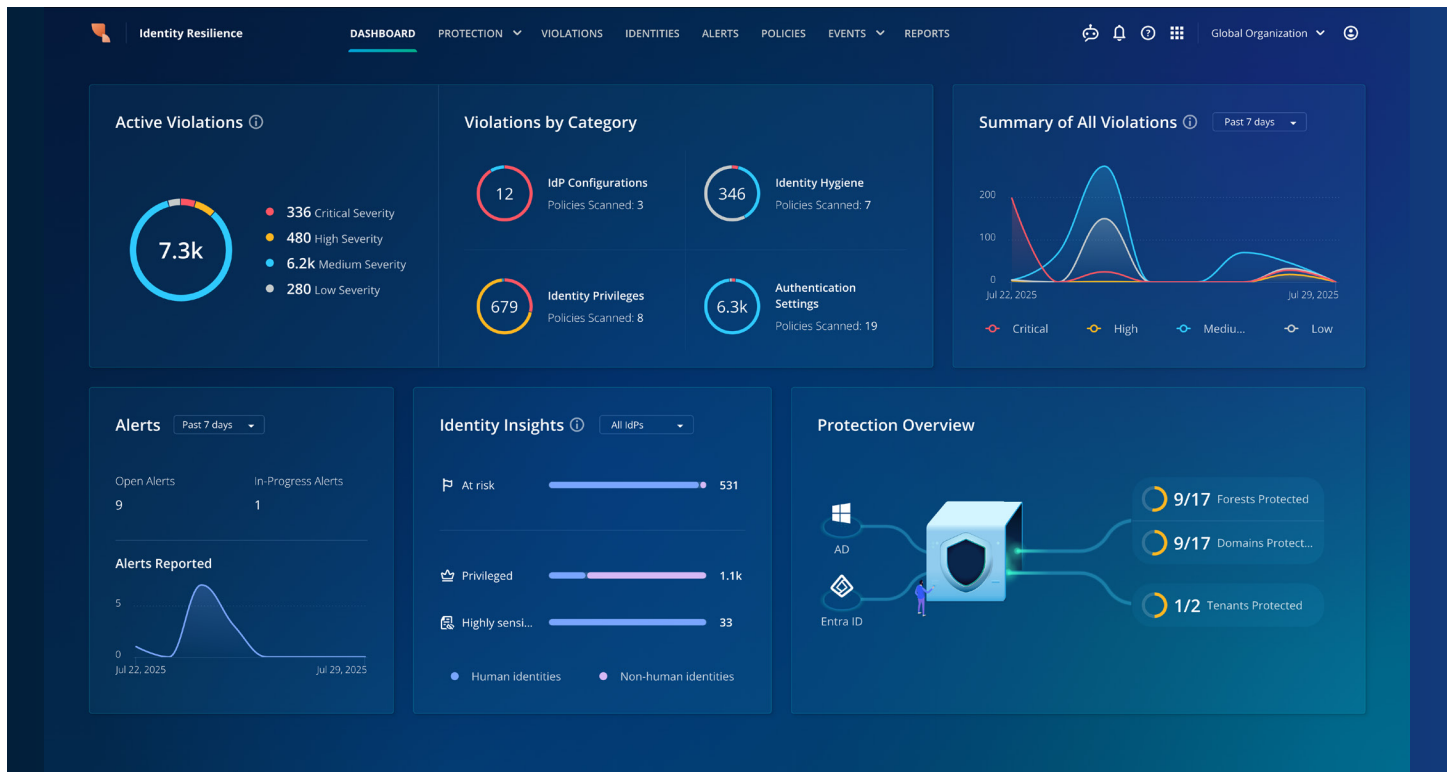 Identity Resilience
DASHBOARD
PROTECTION
VIOLATIONS
IDENTITIES
ALERTS
POLICIES
EVENTS
REPORTS
Global Organization
Active Violations
7.3k
336 Critical Severity
480 High Severity
6.2k Medium Severity
280 Low Severity
Violations by Category
12
IdP Configurations
Policies Scanned: 3
346
Identity Hygiene
Policies Scanned: 7
679
Identity Privileges
Policies Scanned: 8
6.3k
Authentication
Settings
Policies Scanned: 19
Summary of All Violations
Past 7 days
200
100
0
Jul 22, 2025
Jul 29, 2025
Critical
High
Mediu...
Low
Alerts
Past 7 days
Open Alerts
9
In-Progress Alerts
1
Alerts Reported
5
0
Jul 22, 2025
Jul 29, 2025
Identity Insights
All IdPs
At risk
531
Privileged
1.1k
Highly sensi...
33
Human identities
Non-human identities
Protection Overview
AD
Entra ID
9/17 Forests Protected
9/17 Domains Protect...
1/2 Tenants Protected